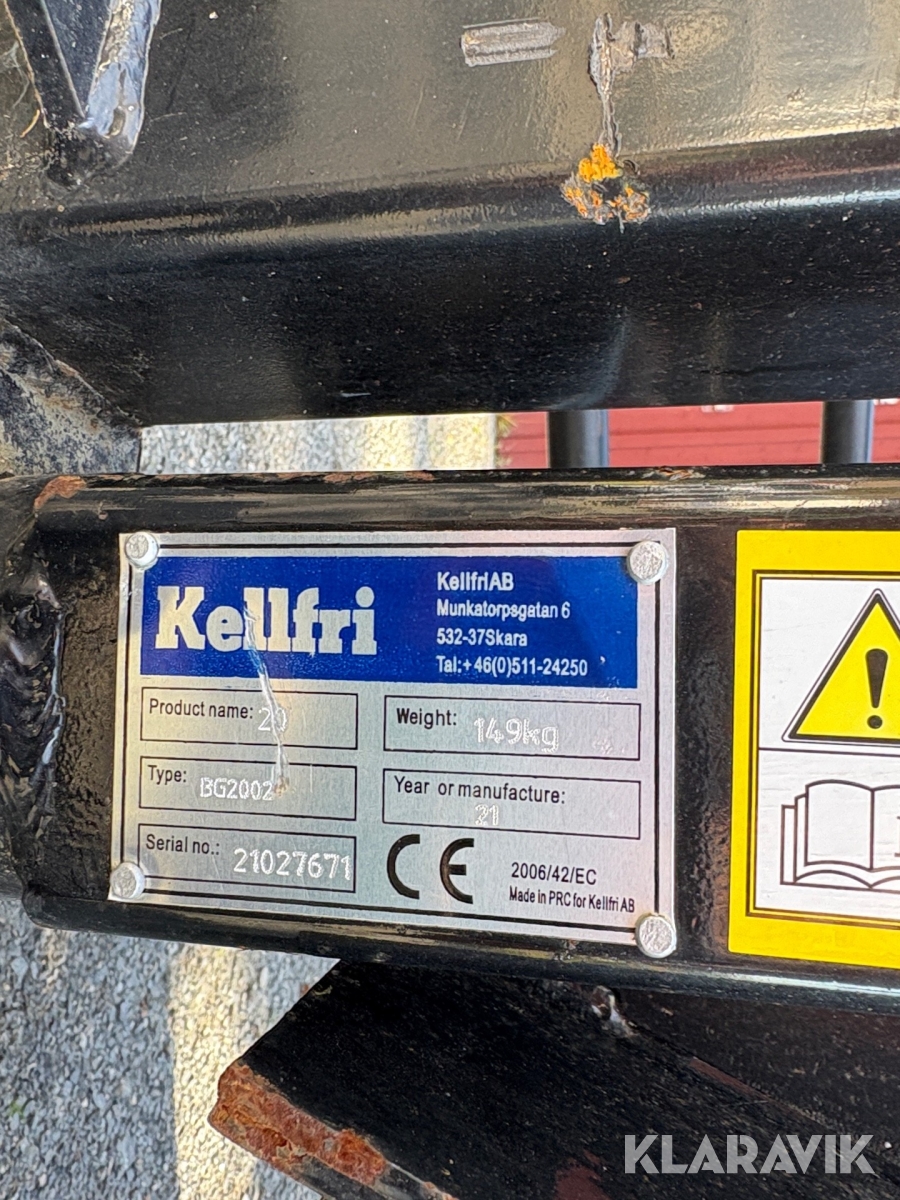 Kellfri
KellfriAB
Munkatorpsgatan 6
532-37Skara
Tal:+46(0)511-24250
Product name: 20
Weight: 149kg
Type: BG2002
Year or manufacture: 21
Serial no.: 21027671
CE
2006/42/EC
Made in PRC for Kellfri AB
KLARAVIK